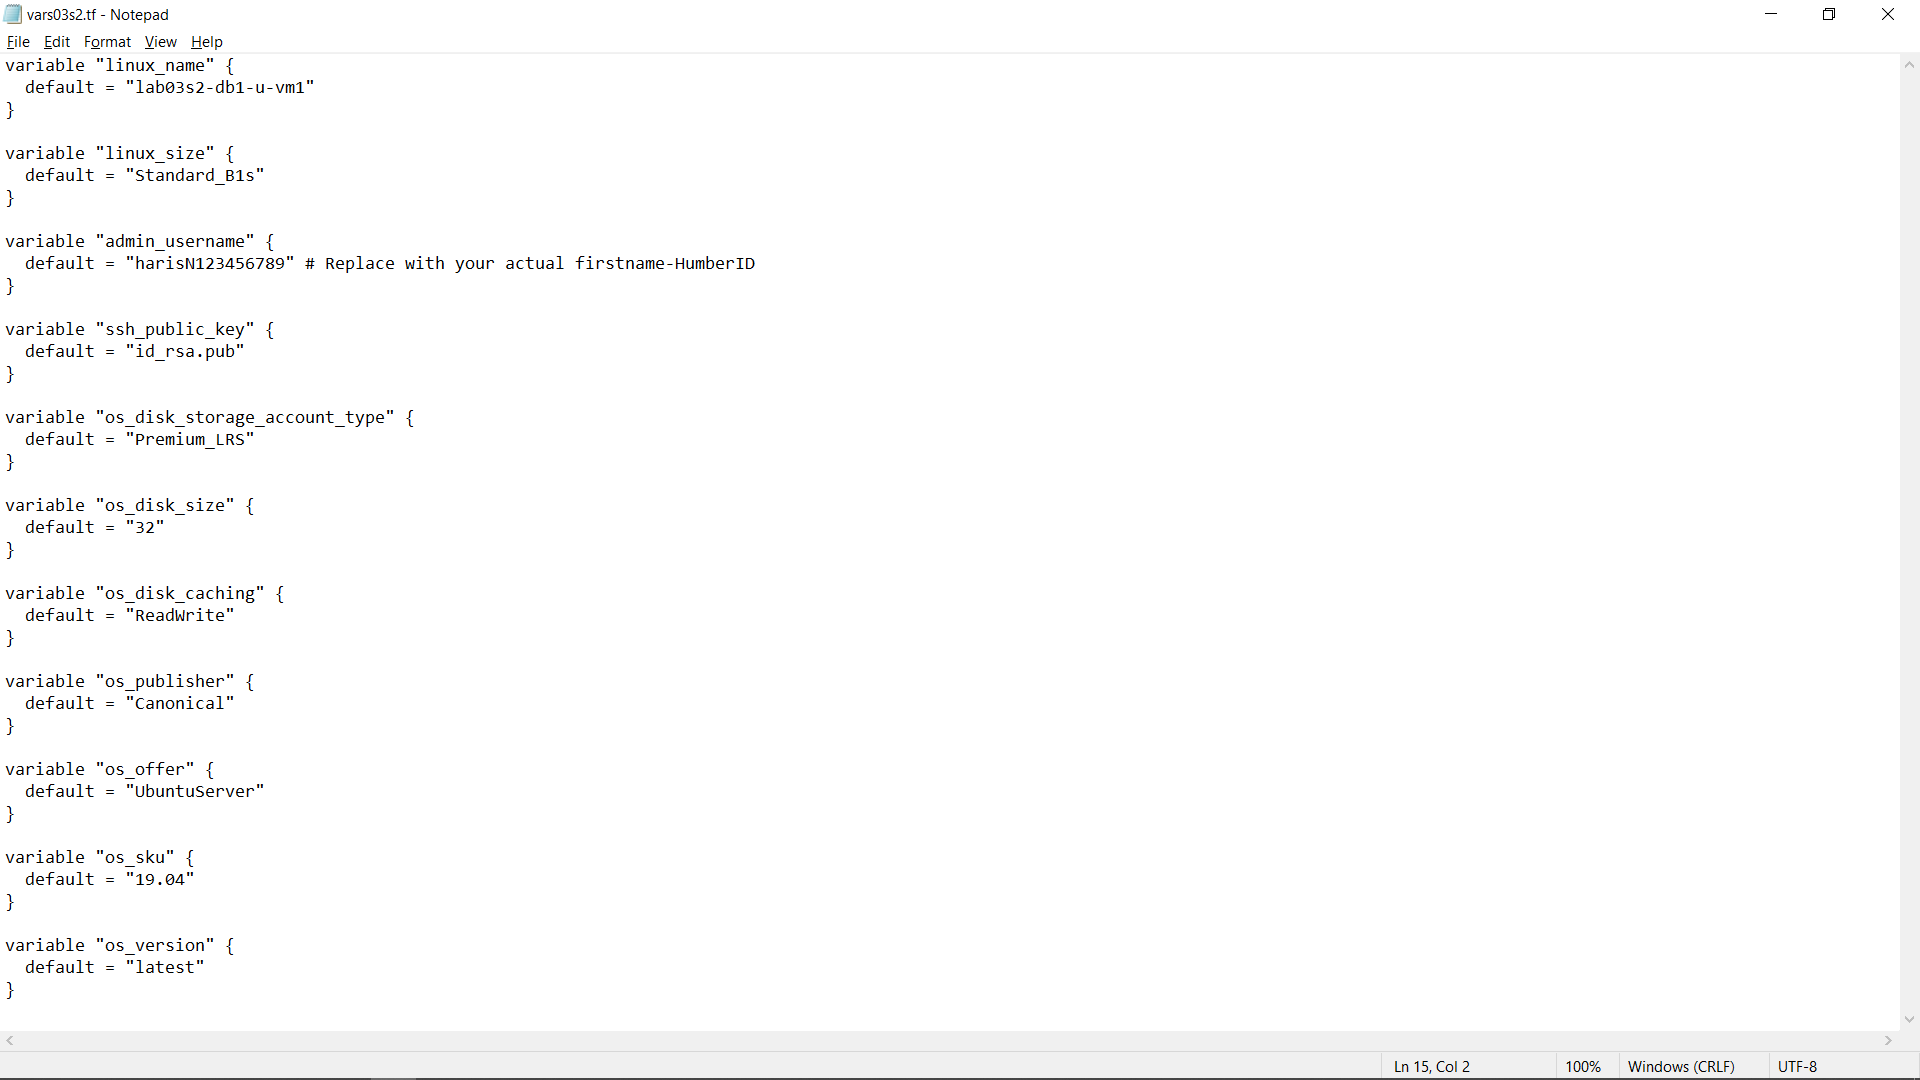 vars03s2.tf - Notepad
File Edit Format View Help
variable "linux_name" {
  default = "lab03s2-db1-u-vm1"
}

variable "linux_size" {
  default = "Standard_B1s"
}

variable "admin_username" {
  default = "harisN123456789" # Replace with your actual firstname-HumberID
}

variable "ssh_public_key" {
  default = "id_rsa.pub"
}

variable "os_disk_storage_account_type" {
  default = "Premium_LRS"
}

variable "os_disk_size" {
  default = "32"
}

variable "os_disk_caching" {
  default = "ReadWrite"
}

variable "os_publisher" {
  default = "Canonical"
}

variable "os_offer" {
  default = "UbuntuServer"
}

variable "os_sku" {
  default = "19.04"
}

variable "os_version" {
  default = "latest"
}
Ln 15, Col 2 100% Windows (CRLF) UTF-8